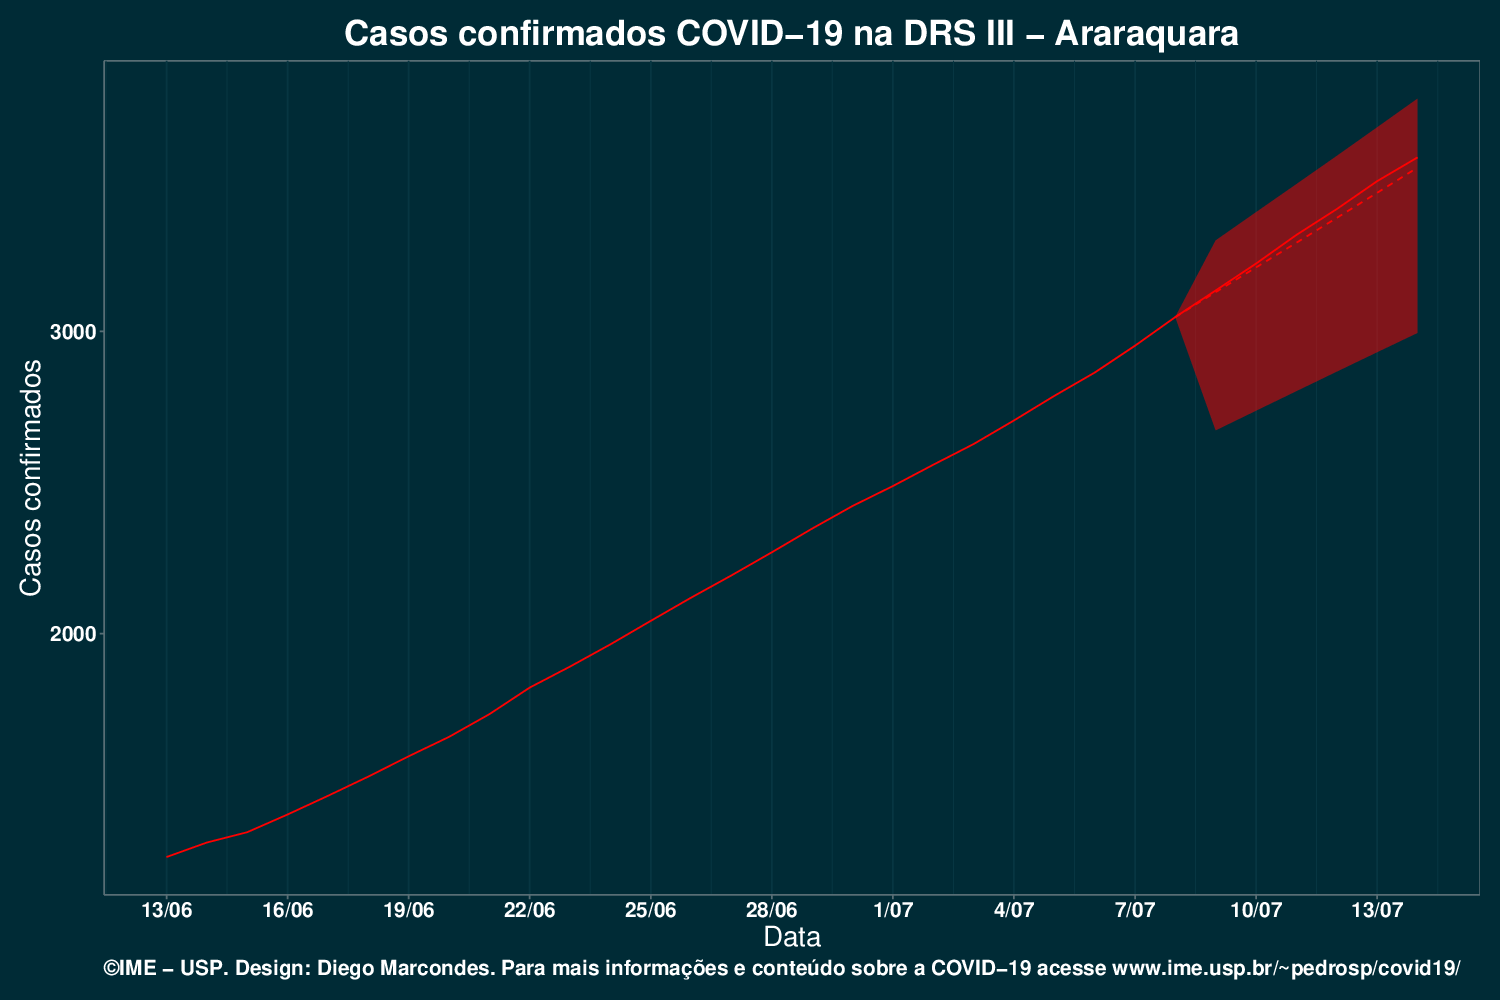 Casos confirmados COVID−19 na DRS III − Araraquara
Casos confirmados
3000
2000
13/06 16/06 19/06 22/06 25/06 28/06 1/07 4/07 7/07 10/07 13/07
Data
©IME − USP. Design: Diego Marcondes. Para mais informações e conteúdo sobre a COVID−19 acesse www.ime.usp.br/~pedrosp/covid19/